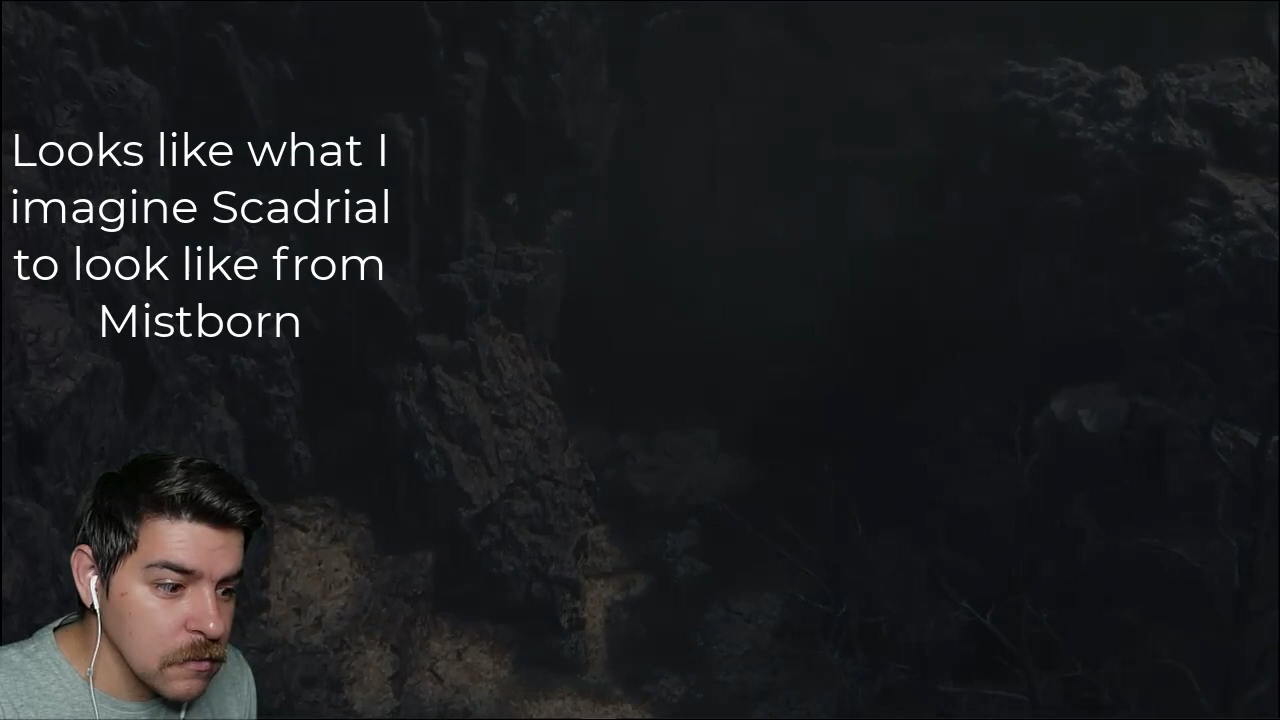 Looks like what I
imagine Scadrial
to look like from
Mistborn